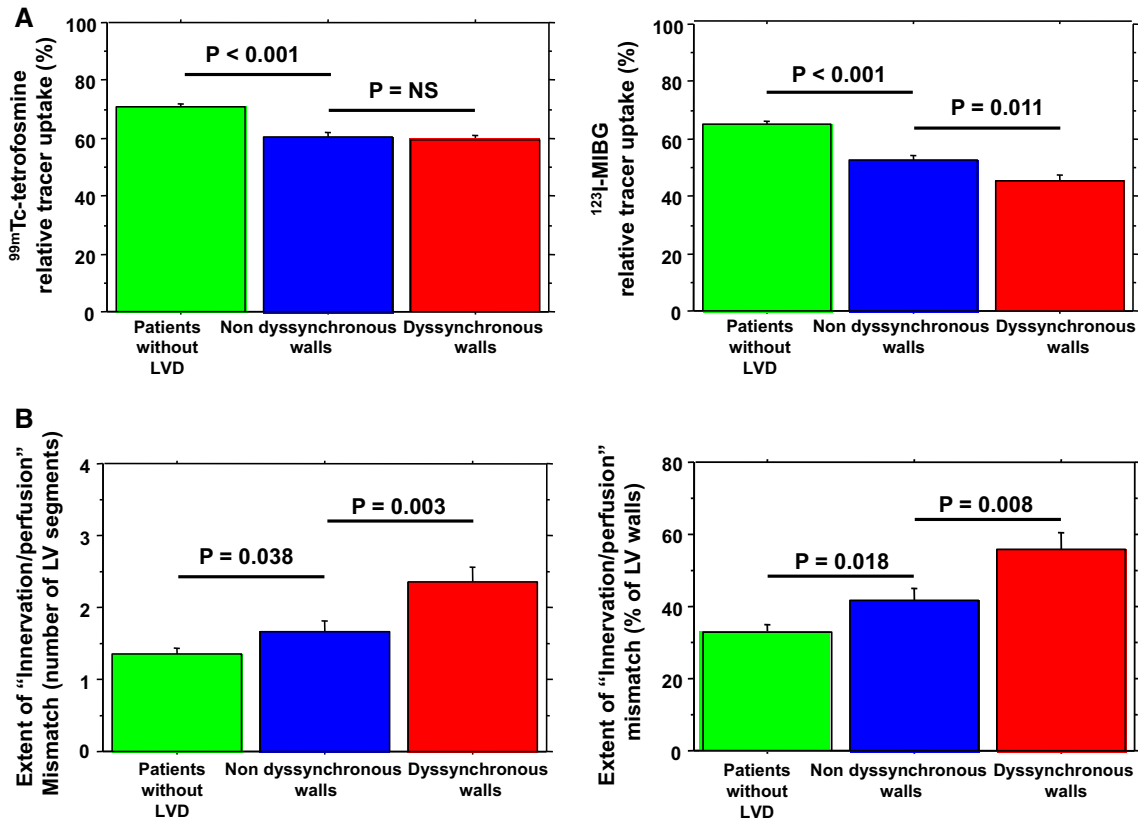 A
99mTc-tetrofosmine
relative tracer uptake (%)
100
80
60
40
20
0
P < 0.001
P = NS
Patients
without
LVD
Non dyssynchronous
walls
Dyssynchronous
walls
123I-MIBG
relative tracer uptake (%)
100
80
60
40
20
0
P < 0.001
P = 0.011
Patients
without
LVD
Non dyssynchronous
walls
Dyssynchronous
walls
B
Extent of “Innervation/perfusion”
Mismatch (number of LV segments)
4
3
2
1
0
P = 0.038
P = 0.003
Patients
without
LVD
Non dyssynchronous
walls
Dyssynchronous
walls
Extent of “Innervation/perfusion”
mismatch (% of LV walls)
80
60
40
20
0
P = 0.018
P = 0.008
Patients
without
LVD
Non dyssynchronous
walls
Dyssynchronous
walls